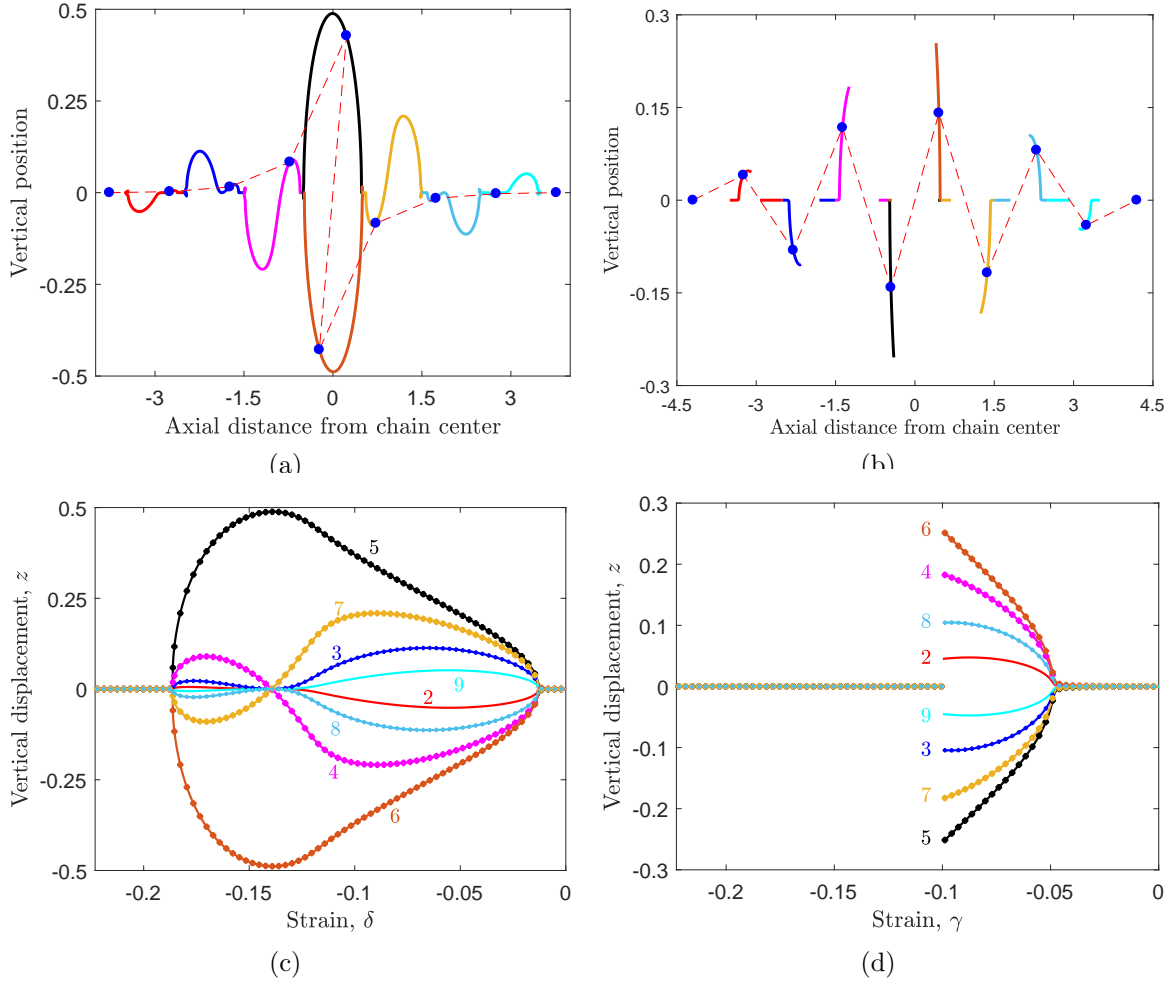 0.5
0.25
0
-0.25
-0.5
Vertical position
-3 -1.5 0 1.5 3
Axial distance from chain center
(a)
0.3
0.15
0
-0.15
-0.3
Vertical position
-4.5 -3 -1.5 0 1.5 3 4.5
Axial distance from chain center
(b)
0.5
0.25
0
-0.25
-0.5
Vertical displacement, z
5
7
3
9
2
8
4
6
-0.2 -0.15 -0.1 -0.05 0
Strain, δ
(c)
0.3
0.2
0.1
0
-0.1
-0.2
-0.3
Vertical displacement, z
6
4
8
2
9
3
7
5
-0.2 -0.15 -0.1 -0.05 0
Strain, γ
(d)